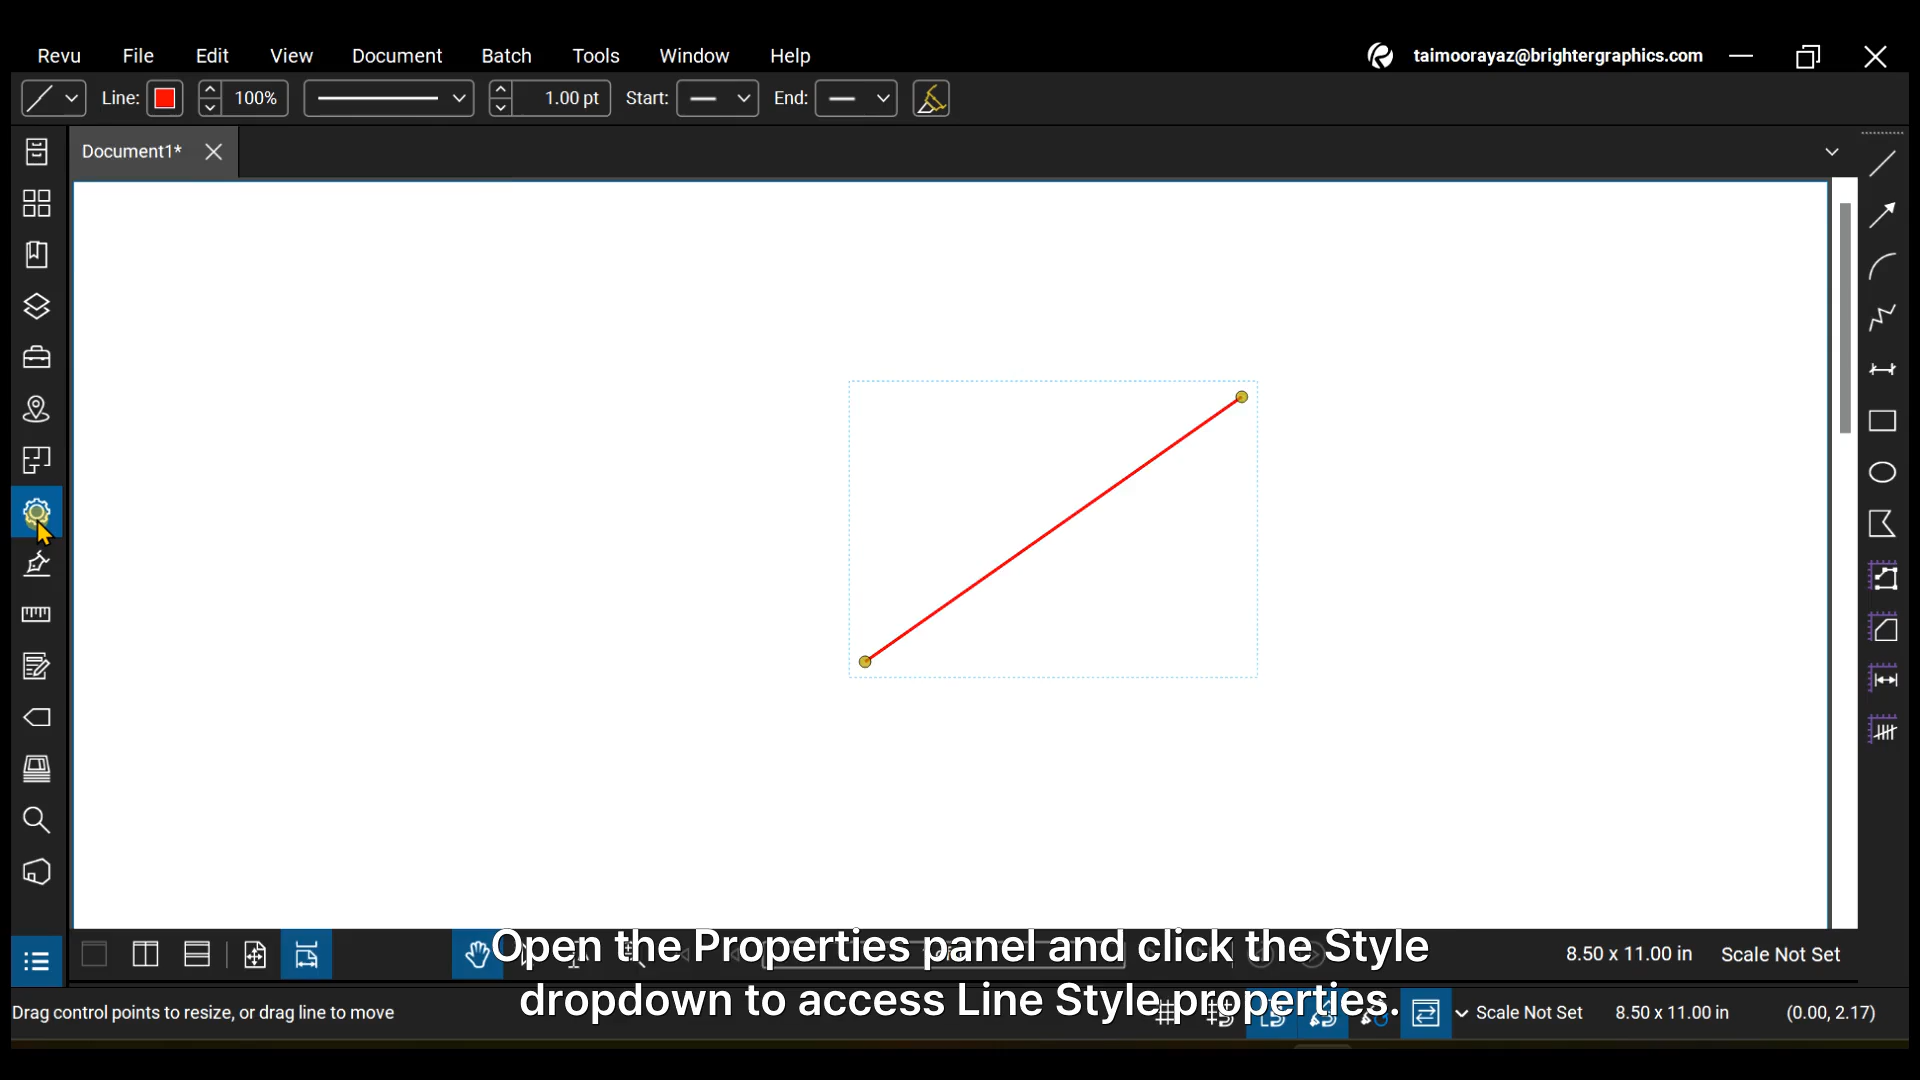 Revu File Edit View Document Batch Tools Window Help taimoorayaz@brightergraphics.com
Line: 100% 1.00 pt Start: End:
Document1*
Open the Properties panel and click the Style
dropdown to access Line Style properties.
8.50 x 11.00 in Scale Not Set
Drag control points to resize, or drag line to move Scale Not Set 8.50 x 11.00 in (0.00, 2.17)